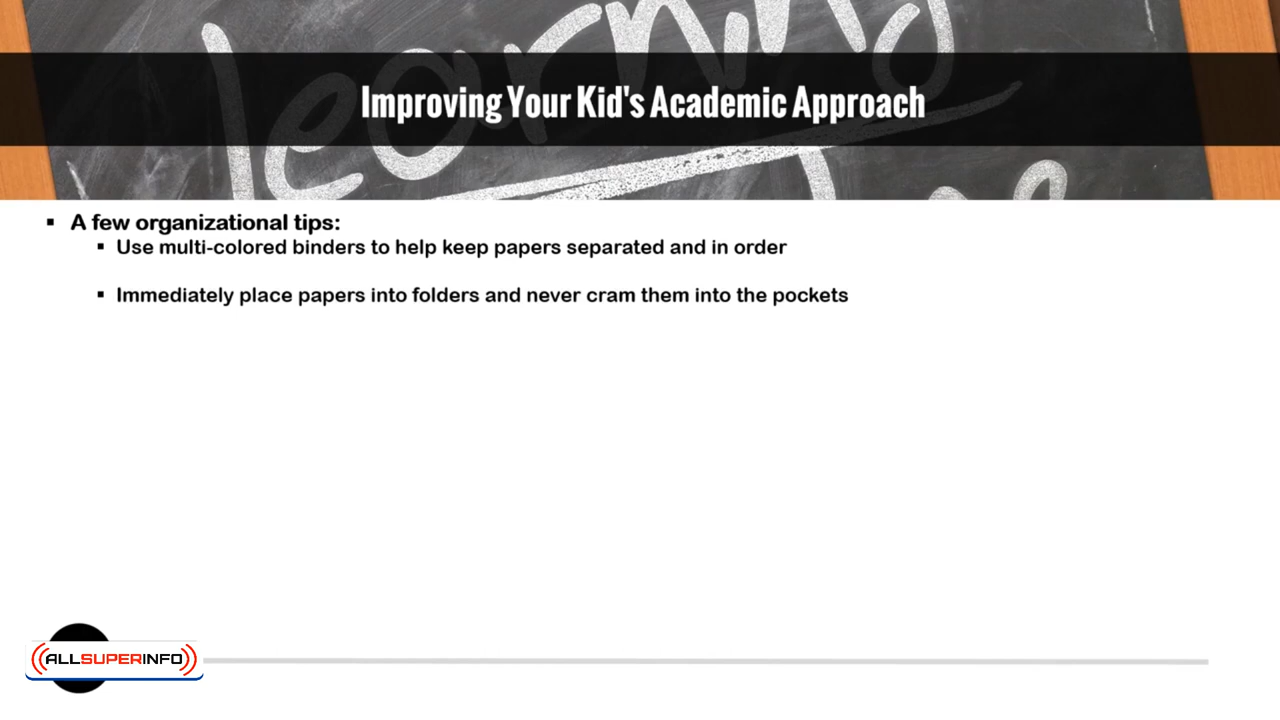 Learning
Improving Your Kid's Academic Approach
▪ A few organizational tips:
▪ Use multi-colored binders to help keep papers separated and in order
▪ Immediately place papers into folders and never cram them into the pockets
ALLSUPERINFO